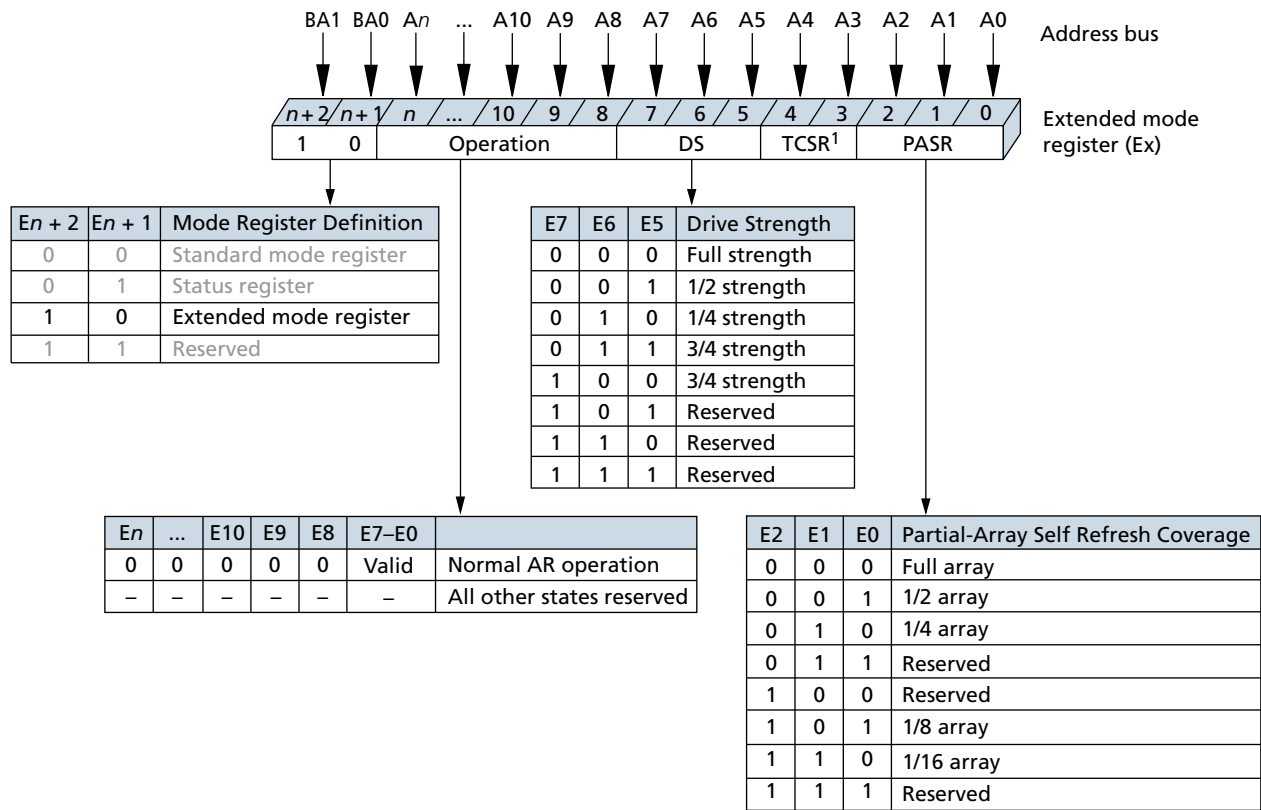 BA1 BA0 An ... A10 A9 A8 A7 A6 A5 A4 A3 A2 A1 A0
Address bus
n + 2 n + 1 n ... 10 9 8 7 6 5 4 3 2 1 0
Extended mode
register (Ex)
1 0 Operation DS TCSR1 PASR
En + 2 En + 1 Mode Register Definition
0 0 Standard mode register
0 1 Status register
1 0 Extended mode register
1 1 Reserved
E7 E6 E5 Drive Strength
0 0 0 Full strength
0 0 1 1/2 strength
0 1 0 1/4 strength
0 1 1 3/4 strength
1 0 0 3/4 strength
1 0 1 Reserved
1 1 0 Reserved
1 1 1 Reserved
En ... E10 E9 E8 E7–E0
0 0 0 0 0 Valid Normal AR operation
– – – – – – All other states reserved
E2 E1 E0 Partial-Array Self Refresh Coverage
0 0 0 Full array
0 0 1 1/2 array
0 1 0 1/4 array
0 1 1 Reserved
1 0 0 Reserved
1 0 1 1/8 array
1 1 0 1/16 array
1 1 1 Reserved